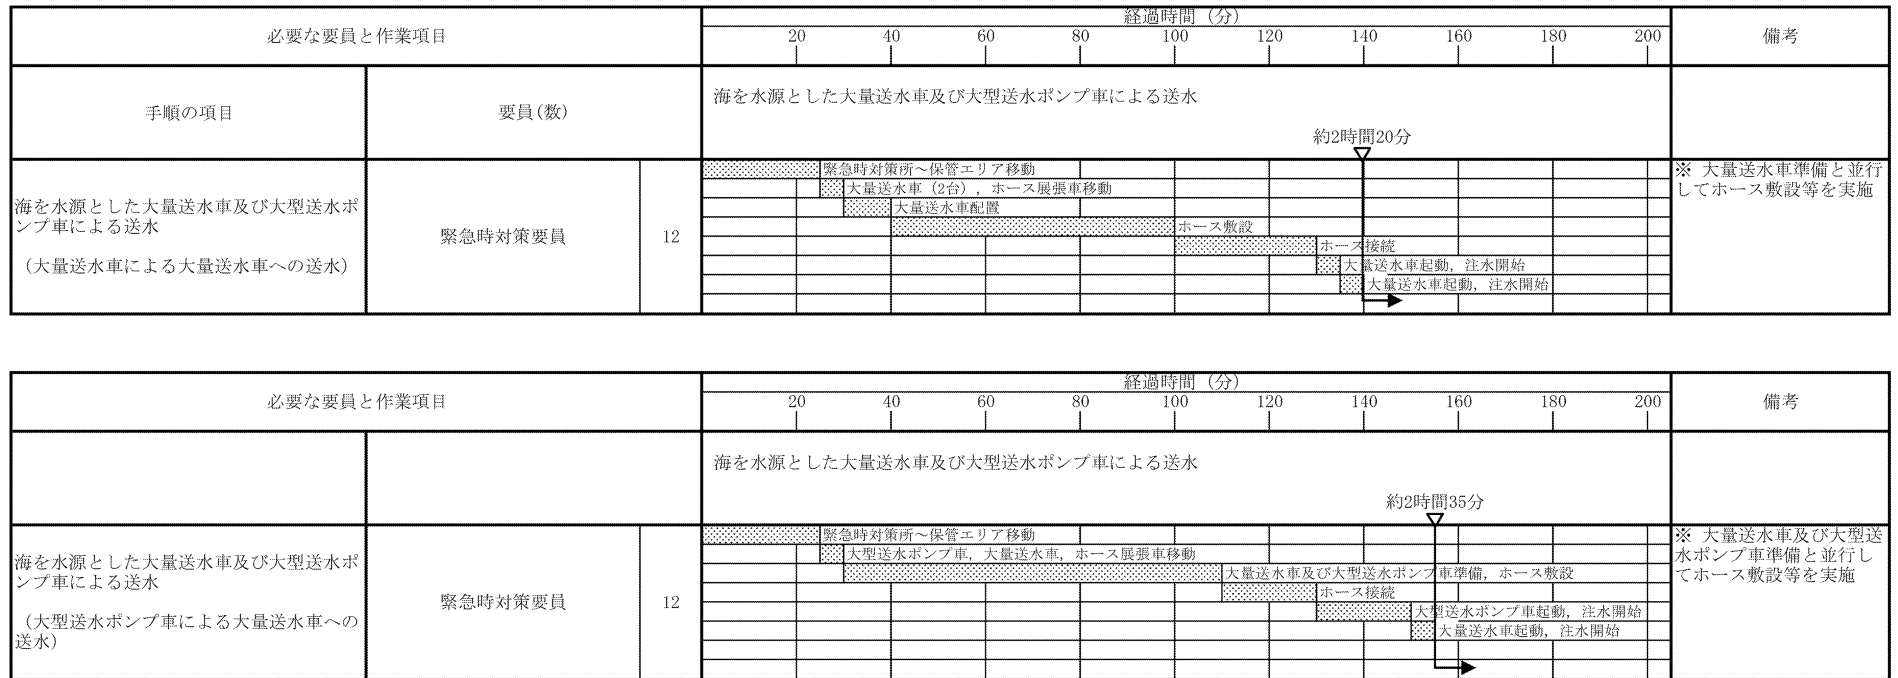 必要な要員と作業項目
経過時間（分）
20 40 60 80 100 120 140 160 180 200
備考
手順の項目
要員(数)
海を水源とした大量送水車及び大型送水ポンプ車による送水
約2時間20分
海を水源とした大量送水車及び大型送水ポ
ンプ車による送水
（大量送水車による大量送水車への送水）
緊急時対策要員
12
緊急時対策所～保管エリア移動
大量送水車（2台），ホース展張車移動
大量送水車配置
ホース敷設
ホース接続
大量送水車起動，注水開始
大量送水車起動，注水開始
※ 大量送水車準備と並行
してホース敷設等を実施
必要な要員と作業項目
経過時間（分）
20 40 60 80 100 120 140 160 180 200
備考
海を水源とした大量送水車及び大型送水ポンプ車による送水
約2時間35分
海を水源とした大量送水車及び大型送水ポ
ンプ車による送水
（大型送水ポンプ車による大量送水車への
送水）
緊急時対策要員
12
緊急時対策所～保管エリア移動
大型送水ポンプ車，大量送水車，ホース展張車移動
大量送水車及び大型送水ポンプ車準備，ホース敷設
ホース接続
大型送水ポンプ車起動，注水開始
大量送水車起動，注水開始
※ 大量送水車及び大型送
水ポンプ車準備と並行し
てホース敷設等を実施